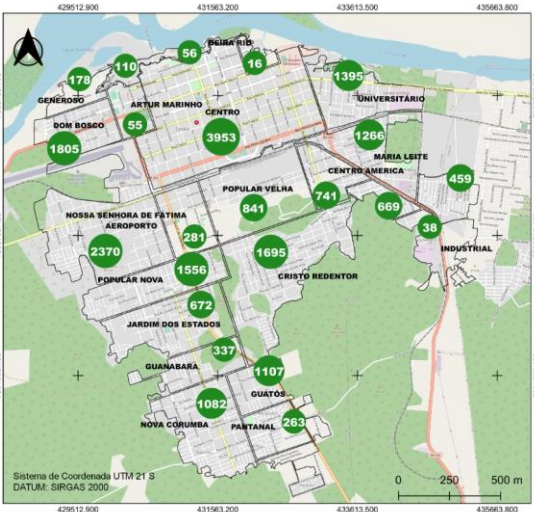 429512.900 431563.200 433613.500 435663.800
BEIRA RIO
56
110
16
1395
178
GENEROSO
UNIVERSITÁRIO
ARTUR MARINHO
CENTRO
DOM BOSCO
55
3953
1266
1805
MARIA LEITE
CENTRO AMERICA
459
POPULAR VELHA
741
841
669
NOSSA SENHORA DE FÁTIMA
AEROPORTO
38
281
2370
1695
INDUSTRIAL
1556
CRISTO REDENTOR
POPULAR NOVA
672
JARDIM DOS ESTADOS
337
GUANABARA
1107
GUATÓS
1082
NOVA CORUMBA
PANTANAL
263
Sistema de Coordenada UTM 21 S
DATUM: SIRGAS 2000
0 250 500 m
429512.900 431563.200 433613.500 435663.800